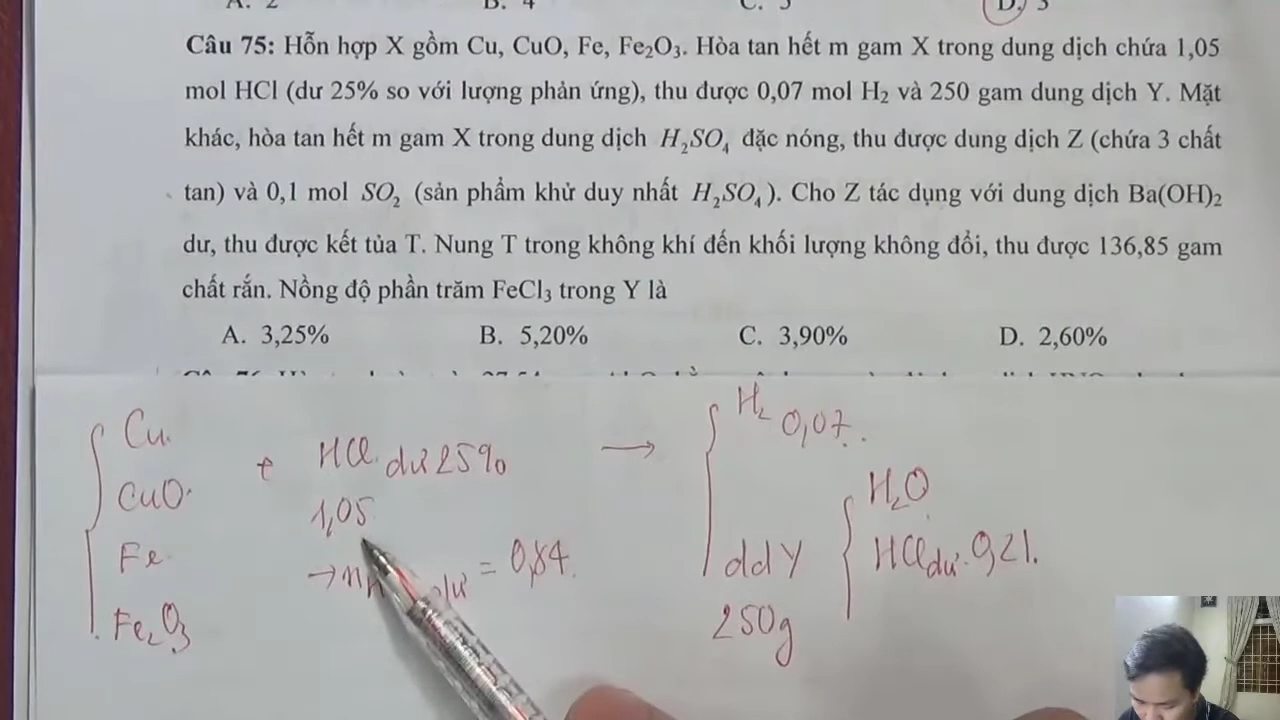 A. 2 B. 4 C. 5 D. 3
Câu 75: Hỗn hợp X gồm Cu, CuO, Fe, Fe₂O₃. Hòa tan hết m gam X trong dung dịch chứa 1,05
mol HCl (dư 25% so với lượng phản ứng), thu được 0,07 mol H₂ và 250 gam dung dịch Y. Mặt
khác, hòa tan hết m gam X trong dung dịch H₂SO₄ đặc nóng, thu được dung dịch Z (chứa 3 chất
tan) và 0,1 mol SO₂ (sản phẩm khử duy nhất H₂SO₄). Cho Z tác dụng với dung dịch Ba(OH)₂
dư, thu được kết tủa T. Nung T trong không khí đến khối lượng không đổi, thu được 136,85 gam
chất rắn. Nồng độ phần trăm FeCl₃ trong Y là
A. 3,25% B. 5,20% C. 3,90% D. 2,60%
Cu
CuO
Fe
Fe₂O₃
+ HCl dư 25% →
1,05
= 0,84
H₂ 0,07
ddY
250g
H₂O
HCl dư 0,21